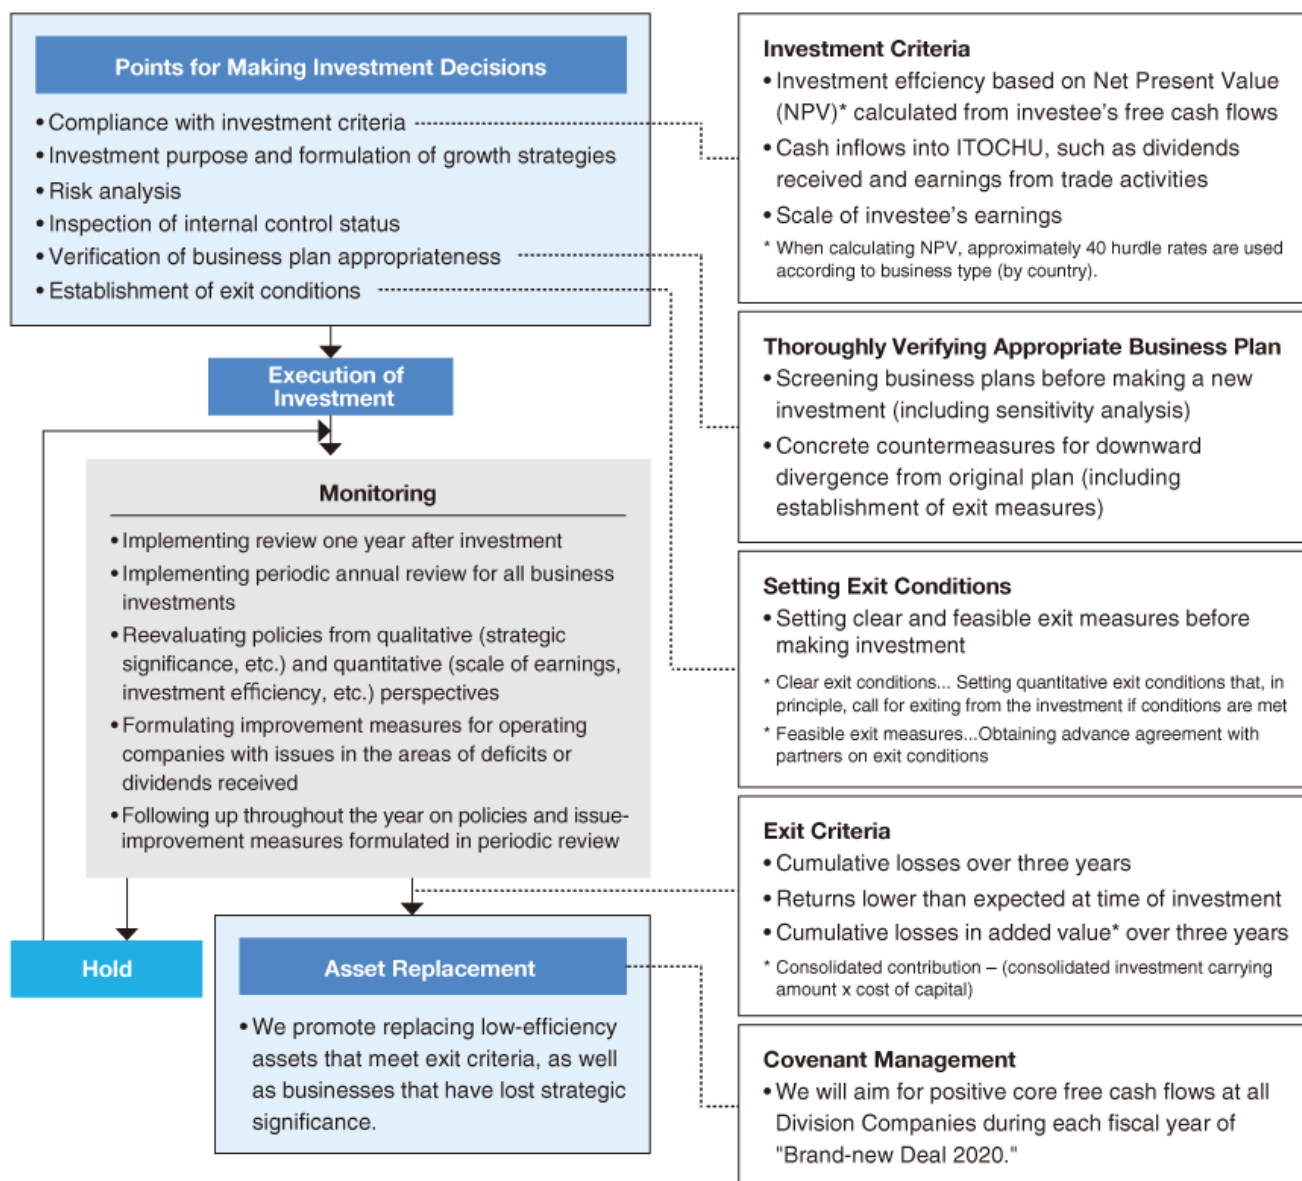 Points for Making Investment Decisions
• Compliance with investment criteria
• Investment purpose and formulation of growth strategies
• Risk analysis
• Inspection of internal control status
• Verification of business plan appropriateness
• Establishment of exit conditions
Execution of
Investment
Monitoring
• Implementing review one year after investment
• Implementing periodic annual review for all business
investments
• Reevaluating policies from qualitative (strategic
significance, etc.) and quantitative (scale of earnings,
investment efficiency, etc.) perspectives
• Formulating improvement measures for operating
companies with issues in the areas of deficits or
dividends received
• Following up throughout the year on policies and issue-
improvement measures formulated in periodic review
Hold
Asset Replacement
• We promote replacing low-efficiency
assets that meet exit criteria, as well
as businesses that have lost strategic
significance.
Investment Criteria
• Investment effciency based on Net Present Value
(NPV)* calculated from investee's free cash flows
• Cash inflows into ITOCHU, such as dividends
received and earnings from trade activities
• Scale of investee's earnings
* When calculating NPV, approximately 40 hurdle rates are used
according to business type (by country).
Thoroughly Verifying Appropriate Business Plan
• Screening business plans before making a new
investment (including sensitivity analysis)
• Concrete countermeasures for downward
divergence from original plan (including
establishment of exit measures)
Setting Exit Conditions
• Setting clear and feasible exit measures before
making investment
* Clear exit conditions... Setting quantitative exit conditions that, in
principle, call for exiting from the investment if conditions are met
* Feasible exit measures...Obtaining advance agreement with
partners on exit conditions
Exit Criteria
• Cumulative losses over three years
• Returns lower than expected at time of investment
• Cumulative losses in added value* over three years
* Consolidated contribution – (consolidated investment carrying
amount x cost of capital)
Covenant Management
• We will aim for positive core free cash flows at all
Division Companies during each fiscal year of
"Brand-new Deal 2020."